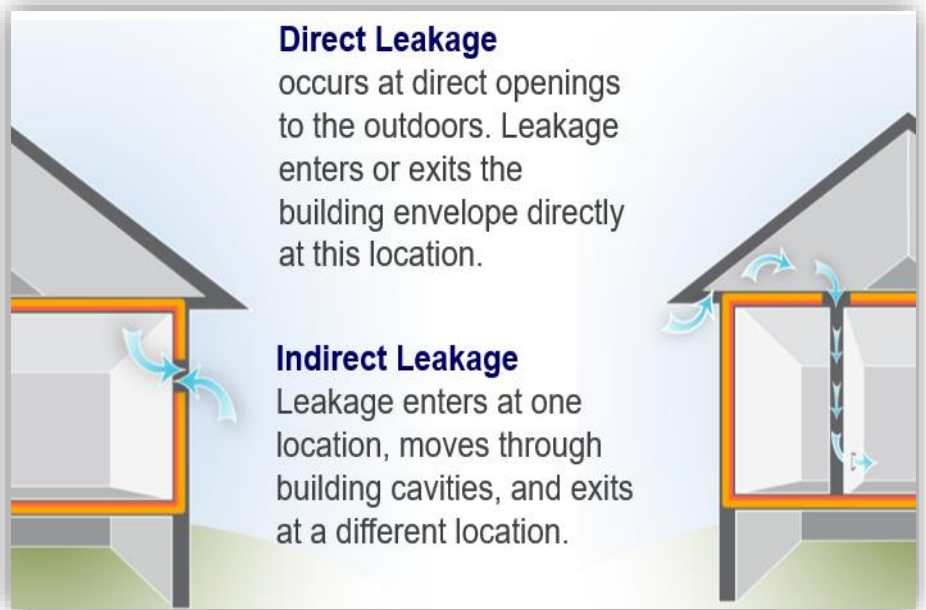 Direct Leakage
occurs at direct openings
to the outdoors. Leakage
enters or exits the
building envelope directly
at this location.
Indirect Leakage
Leakage enters at one
location, moves through
building cavities, and exits
at a different location.